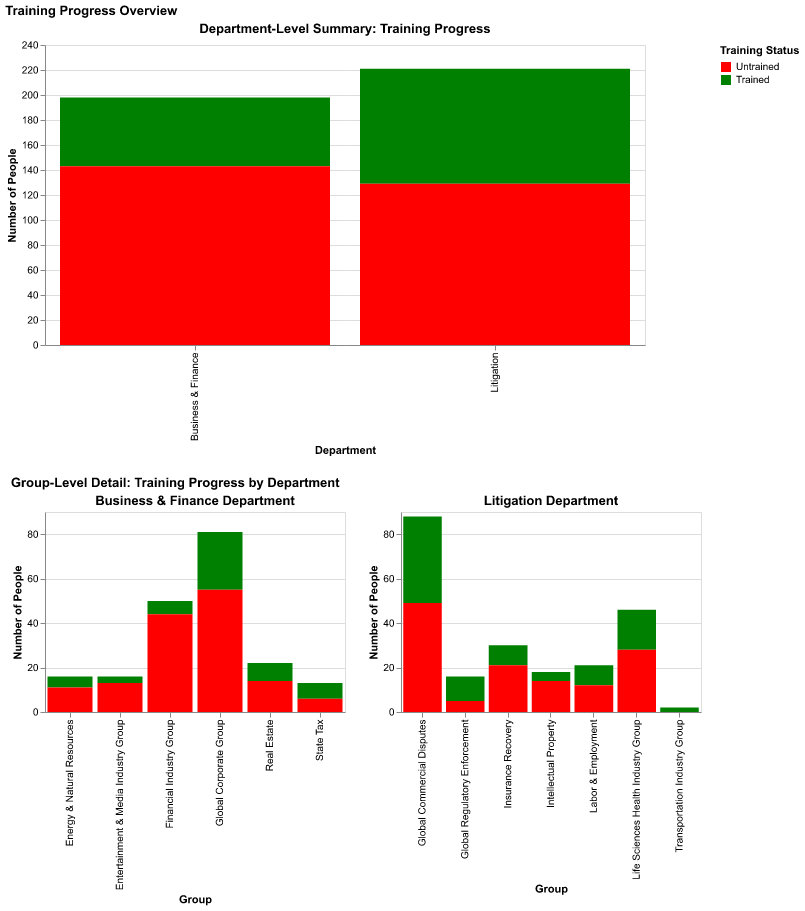 Training Progress Overview
Department-Level Summary: Training Progress
Training Status
Untrained
Trained
Number of People
240
220
200
180
160
140
120
100
80
60
40
20
0
Business & Finance
Litigation
Department
Group-Level Detail: Training Progress by Department
Business & Finance Department
Number of People
80
60
40
20
0
Energy & Natural Resources
Entertainment & Media Industry Group
Financial Industry Group
Global Corporate Group
Real Estate
State Tax
Group
Litigation Department
Number of People
80
60
40
20
0
Global Commercial Disputes
Global Regulatory Enforcement
Insurance Recovery
Intellectual Property
Labor & Employment
Life Sciences Health Industry Group
Transportation Industry Group
Group